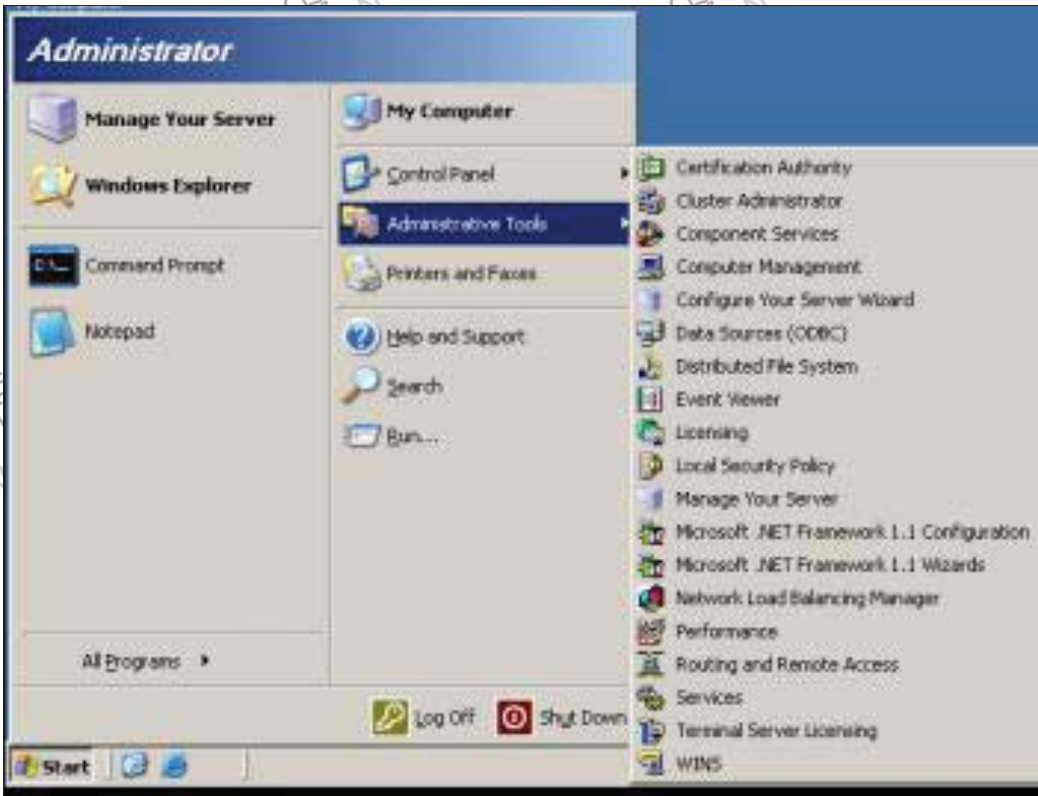 Administrator
Manage Your Server
Windows Explorer
Command Prompt
Notepad
All Programs
My Computer
Control Panel
Administrative Tools
Printers and Faxes
Help and Support
Search
Run...
Log Off
Shut Down
Certification Authority
Cluster Administrator
Component Services
Computer Management
Configure Your Server Wizard
Data Sources (ODBC)
Distributed File System
Event Viewer
Licensing
Local Security Policy
Manage Your Server
Microsoft .NET Framework 1.1 Configuration
Microsoft .NET Framework 1.1 Wizards
Network Load Balancing Manager
Performance
Routing and Remote Access
Services
Terminal Server Licensing
WINS
Start